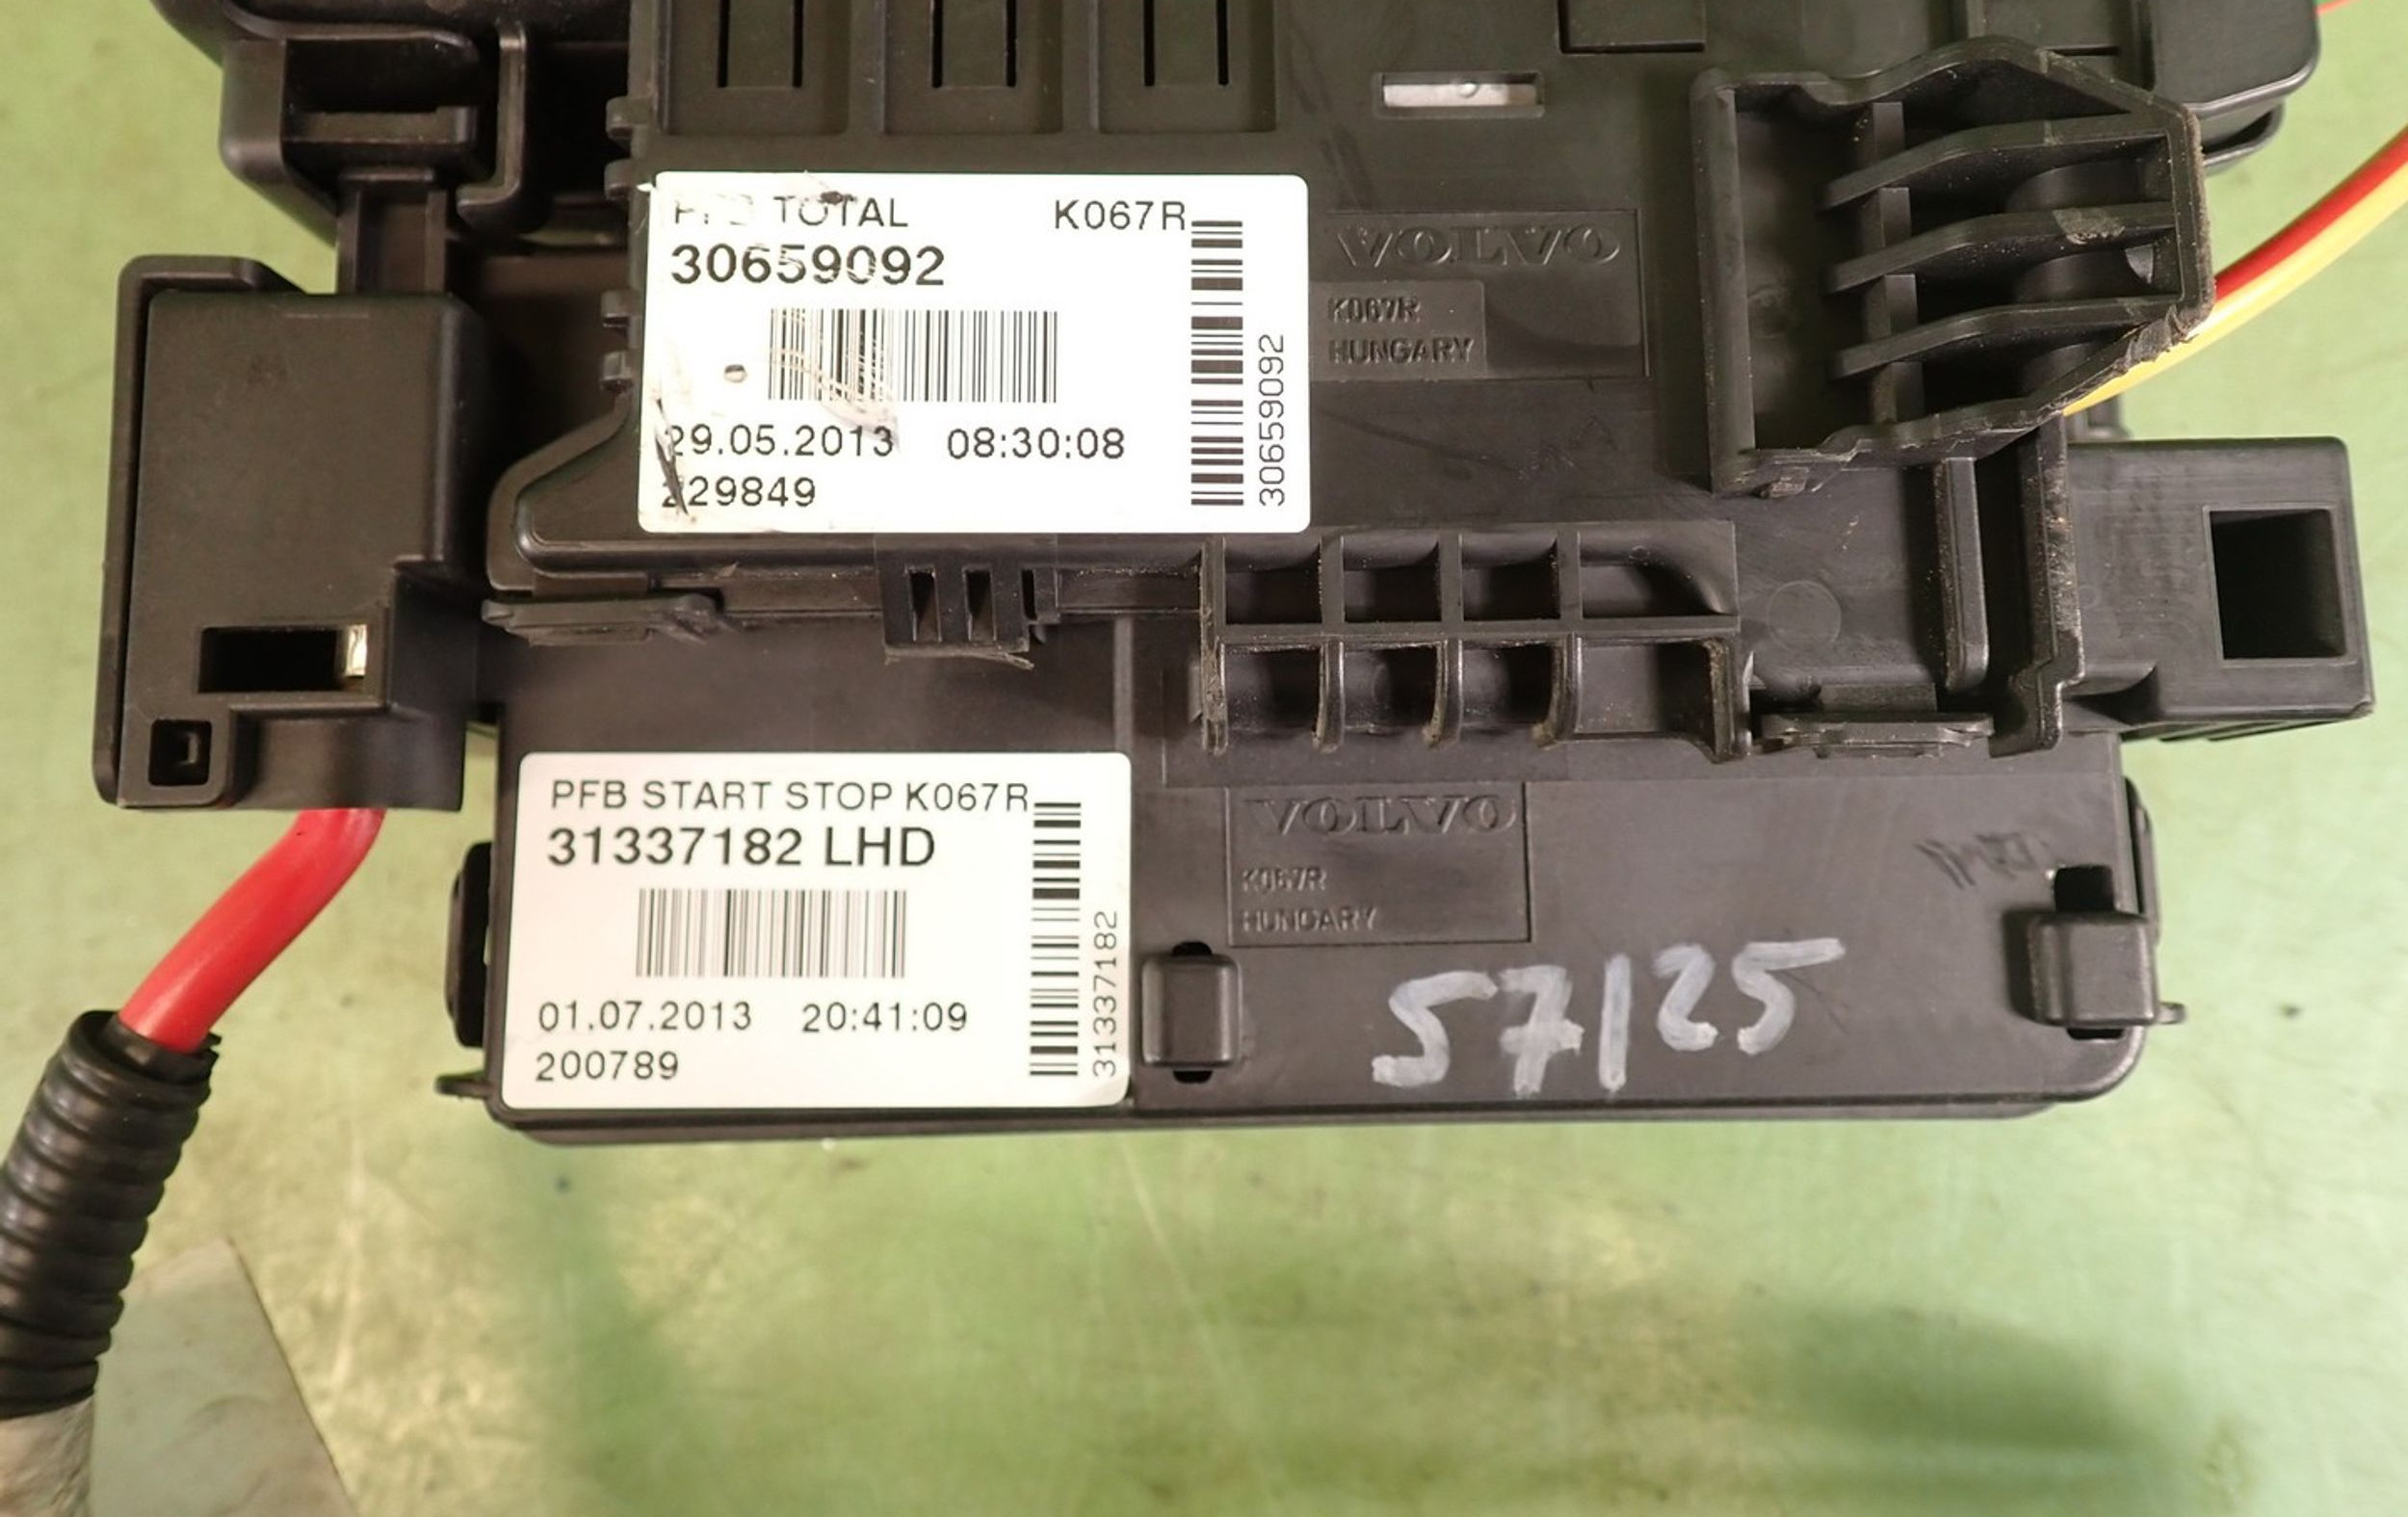 PFB TOTAL K067R
30659092
30659092
29.05.2013 08:30:08
229849
VOLVO
K067R
HUNGARY
PFB START STOP K067R
31337182 LHD
31337182
01.07.2013 20:41:09
200789
VOLVO
K067R
HUNGARY
57125